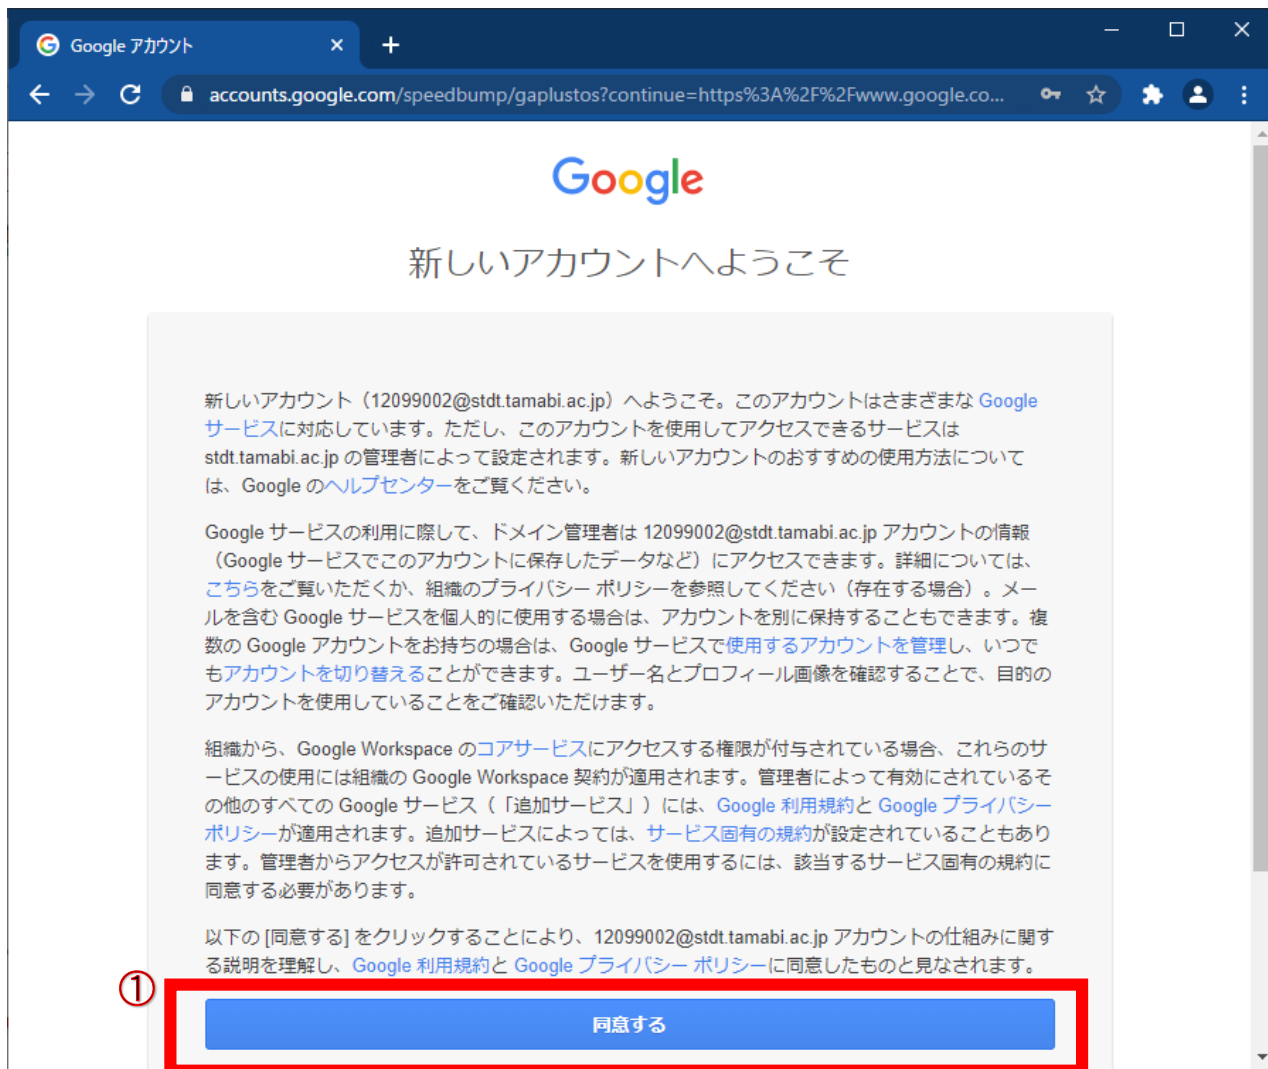 Google アカウント
accounts.google.com/speedbump/gaplustos?continue=https%3A%2F%2Fwww.google.co...
Google
新しいアカウントへようこそ
新しいアカウント（12099002@stdt.tamabi.ac.jp）へようこそ。このアカウントはさまざまな Google
サービスに対応しています。ただし、このアカウントを使用してアクセスできるサービスは
stdt.tamabi.ac.jp の管理者によって設定されます。新しいアカウントのおすすめの使用方法について
は、Google のヘルプセンターをご覧ください。
Google サービスの利用に際して、ドメイン管理者は 12099002@stdt.tamabi.ac.jp アカウントの情報
（Google サービスでこのアカウントに保存したデータなど）にアクセスできます。詳細については、
こちらをご覧いただくか、組織のプライバシー ポリシーを参照してください（存在する場合）。メー
ルを含む Google サービスを個人的に使用する場合は、アカウントを別に保持することもできます。複
数の Google アカウントをお持ちの場合は、Google サービスで使用するアカウントを管理し、いつで
もアカウントを切り替えることができます。ユーザー名とプロフィール画像を確認することで、目的の
アカウントを使用していることをご確認いただけます。
組織から、Google Workspace のコアサービスにアクセスする権限が付与されている場合、これらのサ
ービスの使用には組織の Google Workspace 契約が適用されます。管理者によって有効にされているそ
の他のすべての Google サービス（「追加サービス」）には、Google 利用規約と Google プライバシー
ポリシーが適用されます。追加サービスによっては、サービス固有の規約が設定されていることもあり
ます。管理者からアクセスが許可されているサービスを使用するには、該当するサービス固有の規約に
同意する必要があります。
以下の [同意する] をクリックすることにより、12099002@stdt.tamabi.ac.jp アカウントの仕組みに関す
る説明を理解し、Google 利用規約と Google プライバシー ポリシーに同意したものと見なされます。
①
同意する